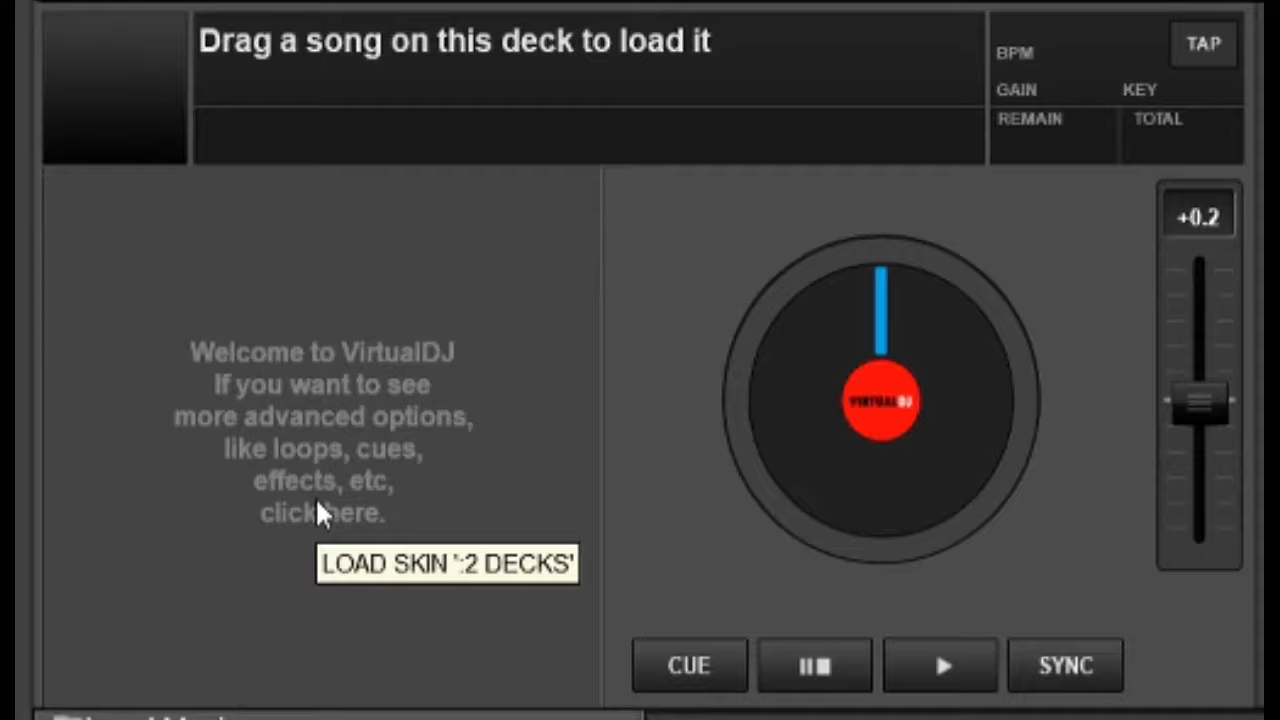 Drag a song on this deck to load it
BPM
TAP
GAIN
KEY
REMAIN
TOTAL
+0.2
Welcome to VirtualDJ
If you want to see
more advanced options,
like loops, cues,
effects, etc,
click here.
LOAD SKIN ':2 DECKS'
VIRTUAL DJ
CUE
SYNC